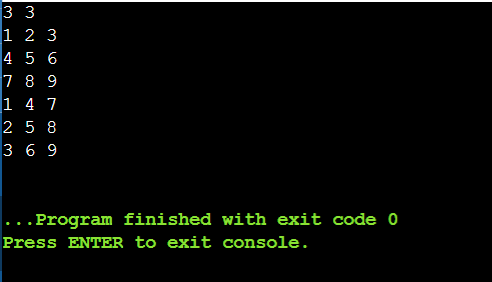 3 3
1 2 3
4 5 6
7 8 9
1 4 7
2 5 8
3 6 9
...Program finished with exit code 0
Press ENTER to exit console.